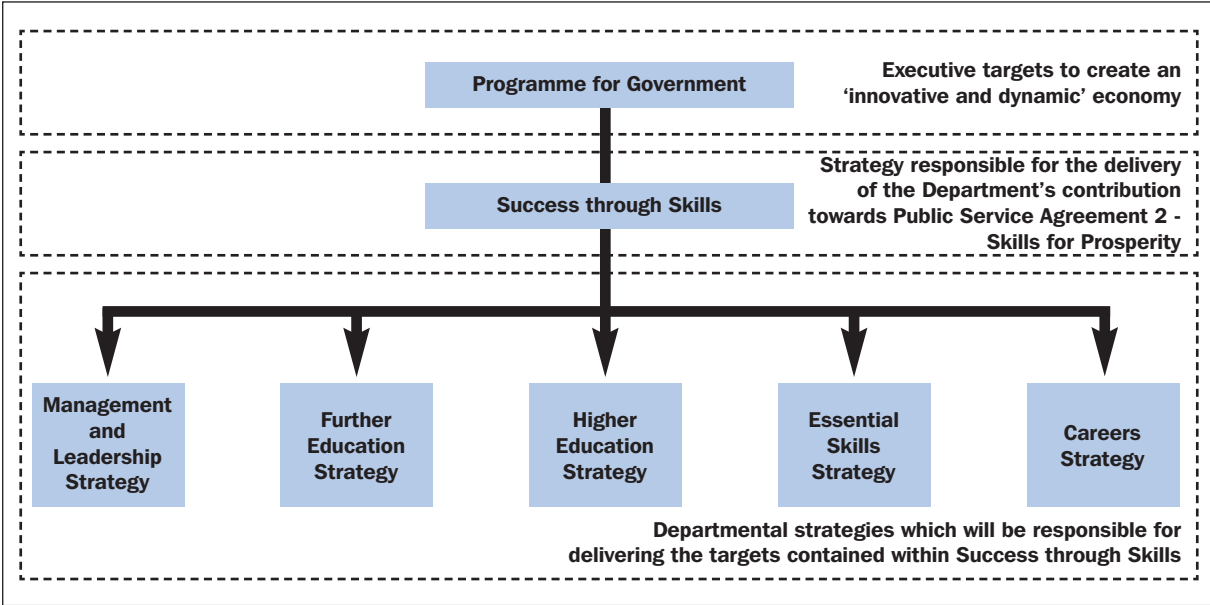 Programme for Government
Executive targets to create an
‘innovative and dynamic’ economy
Success through Skills
Strategy responsible for the delivery
of the Department’s contribution
towards Public Service Agreement 2 -
Skills for Prosperity
Management
and
Leadership
Strategy
Further
Education
Strategy
Higher
Education
Strategy
Essential
Skills
Strategy
Careers
Strategy
Departmental strategies which will be responsible for
delivering the targets contained within Success through Skills